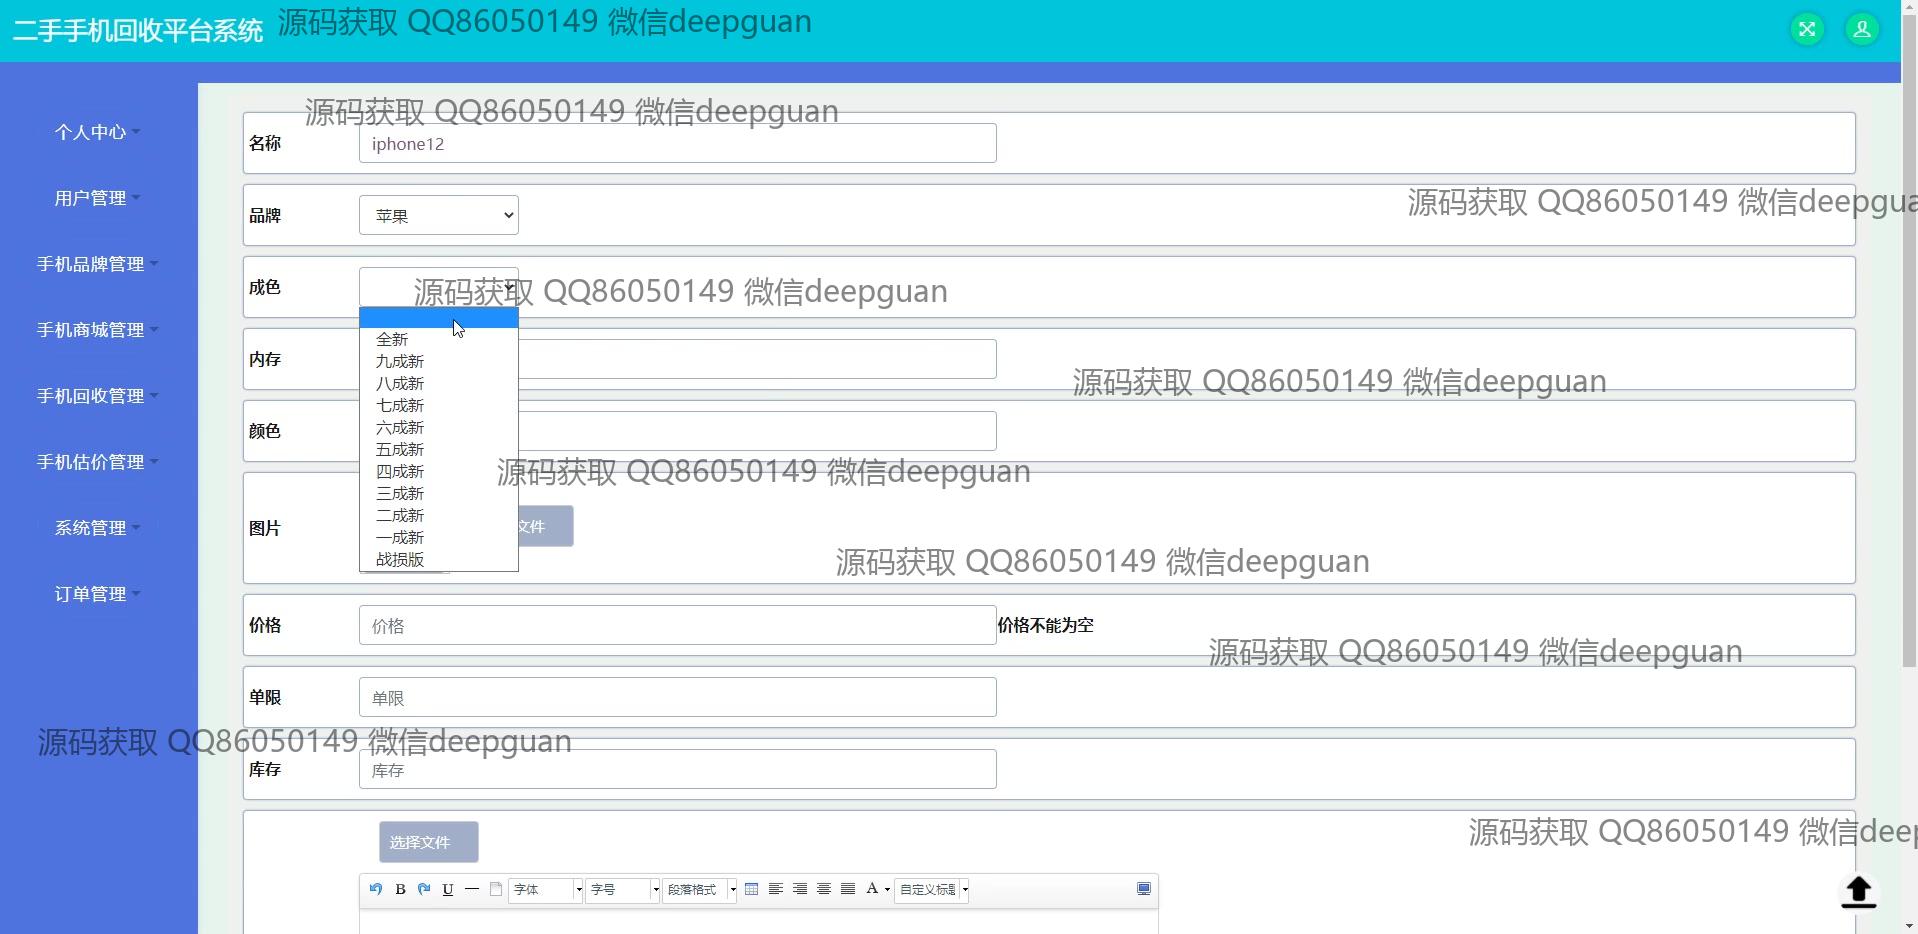 二手手机回收平台系统
源码获取 QQ86050149 微信deepguan
源码获取 QQ86050149 微信deepguan
个人中心
名称
iphone12
用户管理
品牌
苹果
源码获取 QQ86050149 微信deepgua
手机品牌管理
成色
源码获取 QQ86050149 微信deepguan
手机商城管理
全新
九成新
八成新
七成新
六成新
五成新
四成新
三成新
二成新
一成新
战损版
内存
源码获取 QQ86050149 微信deepguan
手机回收管理
颜色
手机估价管理
源码获取 QQ86050149 微信deepguan
系统管理
图片
文件
源码获取 QQ86050149 微信deepguan
订单管理
价格
价格
价格不能为空
源码获取 QQ86050149 微信deepguan
单限
单限
源码获取 QQ86050149 微信deepguan
库存
库存
源码获取 QQ86050149 微信deep
选择文件
B U 字体 字号 段落格式 A 自定义标题